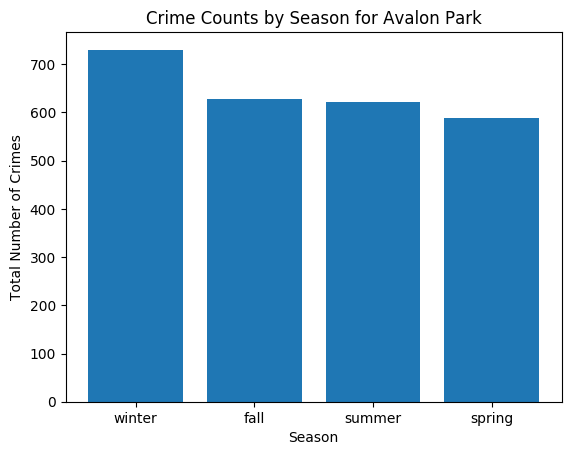 Crime Counts by Season for Avalon Park
Total Number of Crimes
700
600
500
400
300
200
100
0
winter fall summer spring
Season